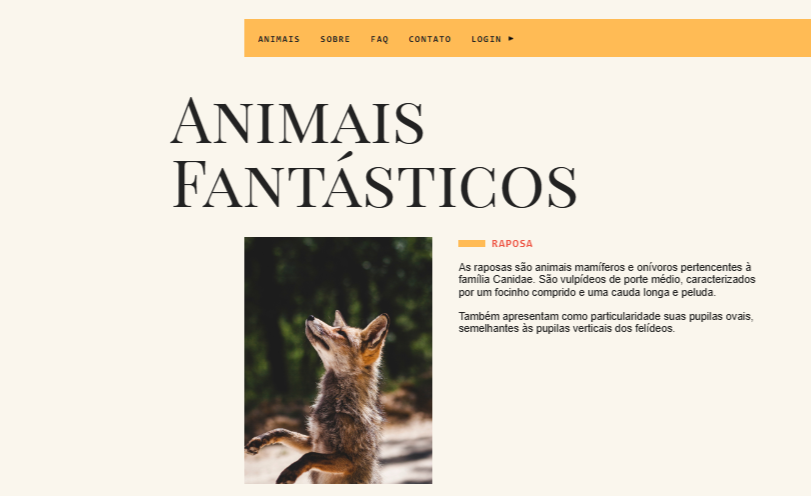 ANIMAIS SOBRE FAQ CONTATO LOGIN ►
ANIMAIS
FANTÁSTICOS
RAPOSA
As raposas são animais mamíferos e onívoros pertencentes à
família Canidae. São vulpídeos de porte médio, caracterizados
por um focinho comprido e uma cauda longa e peluda.
Também apresentam como particularidade suas pupilas ovais,
semelhantes às pupilas verticais dos felídeos.